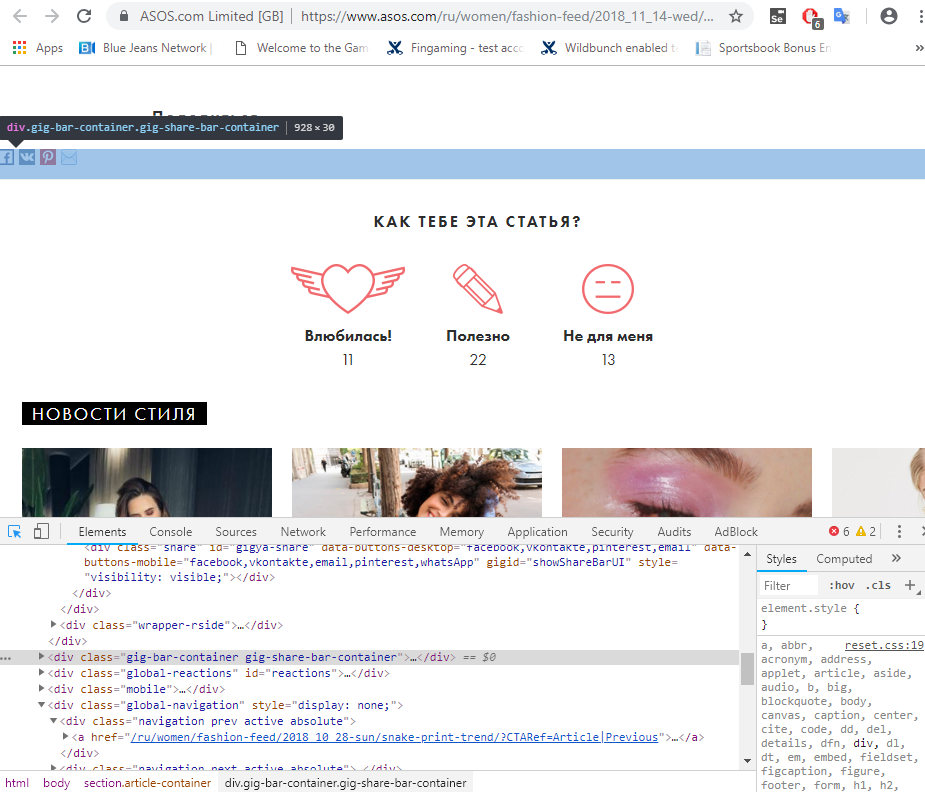 ASOS.com Limited [GB] | https://www.asos.com/ru/women/fashion-feed/2018_11_14-wed/...
Se 6
Apps Blue Jeans Network | Welcome to the Gam Fingaming - test acco Wildbunch enabled t Sportsbook Bonus En »
div.gig-bar-container.gig-share-bar-container | 928 × 30
КАК ТЕБЕ ЭТА СТАТЬЯ?
Влюбилась! Полезно Не для меня
11 22 13
НОВОСТИ СТИЛЯ
Elements Console Sources Network Performance Memory Application Security Audits AdBlock 6 2
<div class="share" id="gigya-share" data-buttons-desktop="facebook,vkontakte,pinterest,email" data-
buttons-mobile="facebook,vkontakte,email,pinterest,whatsApp" gigid="showShareBarUI" style=
"visibility: visible;"></div>
</div>
</div>
<div class="wrapper-rside">…</div>
</div>
<div class="gig-bar-container gig-share-bar-container">…</div> == $0
<div class="global-reactions" id="reactions">…</div>
<div class="mobile">…</div>
<div class="global-navigation" style="display: none;">
<div class="navigation prev active absolute">
<a href="/ru/women/fashion-feed/2018_10_28-sun/snake-print-trend/?CTARef=Article|Previous">…</a>
</div>
<div class="navigation next active absolute">…</div>
html body section.article-container div.gig-bar-container.gig-share-bar-container
Styles Computed »
Filter :hov .cls +
element.style {
}
a, abbr, reset.css:19
acronym, address,
applet, article, aside,
audio, b, big,
blockquote, body,
canvas, caption, center,
cite, code, dd, del,
details, dfn, div, dl,
dt, em, embed, fieldset,
figcaption, figure,
footer, form, h1, h2,